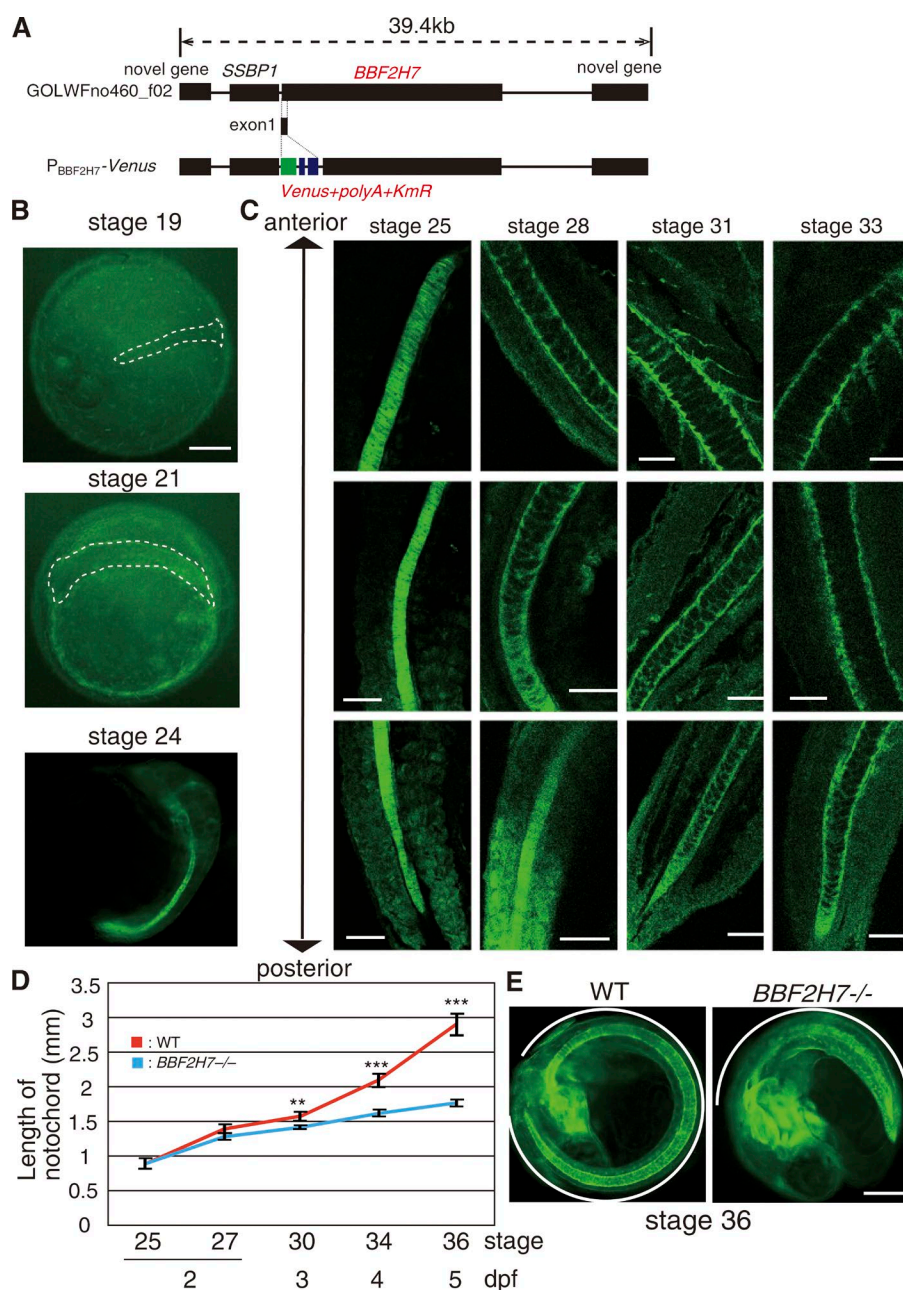 A
39.4kb
novel gene SSBP1 BBF2H7 novel gene
GOLWFno460_f02
exon1
PBBF2H7-Venus
Venus+polyA+KmR
B
stage 19
stage 21
stage 24
C
anterior
stage 25 stage 28 stage 31 stage 33
posterior
D
Length of
notochord (mm)
3.5
3
2.5
2
1.5
1
0.5
0
: WT
: BBF2H7−/−
** *** ***
25 27 30 34 36 stage
2 3 4 5 dpf
E
WT BBF2H7-/-
stage 36